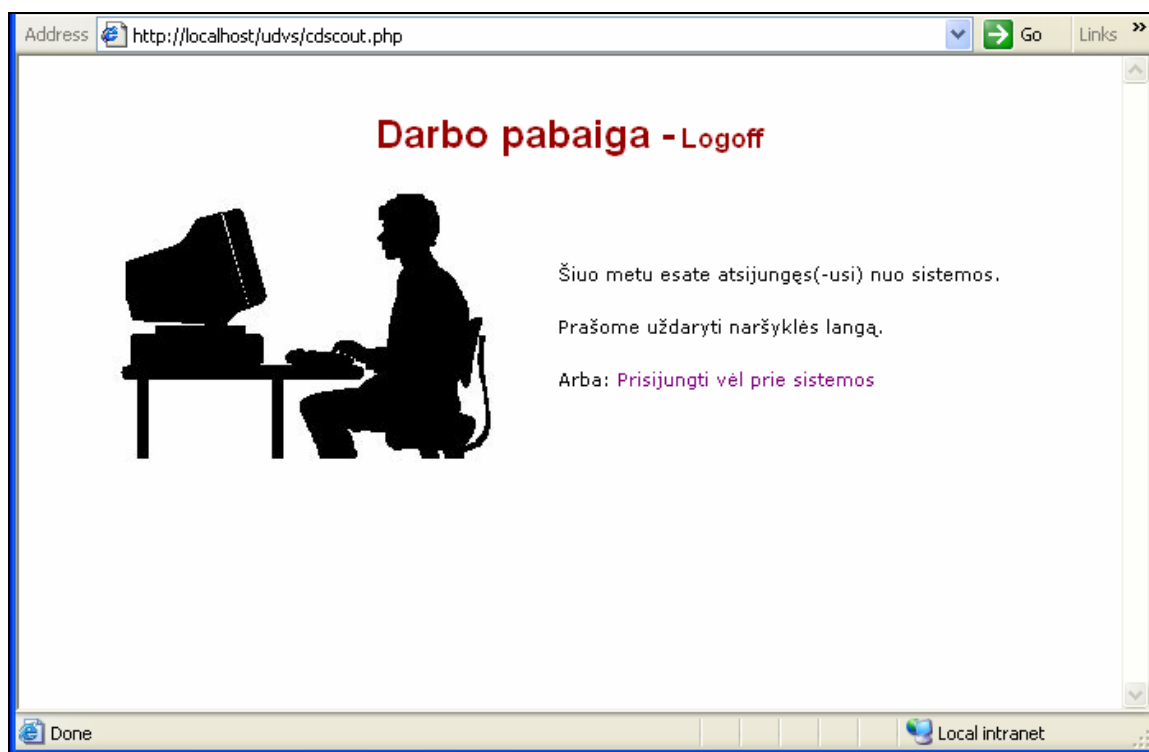 Address http://localhost/udvs/cdscout.php Go Links »
Darbo pabaiga - Logoff
Šiuo metu esate atsijungęs(-usi) nuo sistemos.
Prašome uždaryti naršyklės langą.
Arba: Prisijungti vėl prie sistemos
Done Local intranet